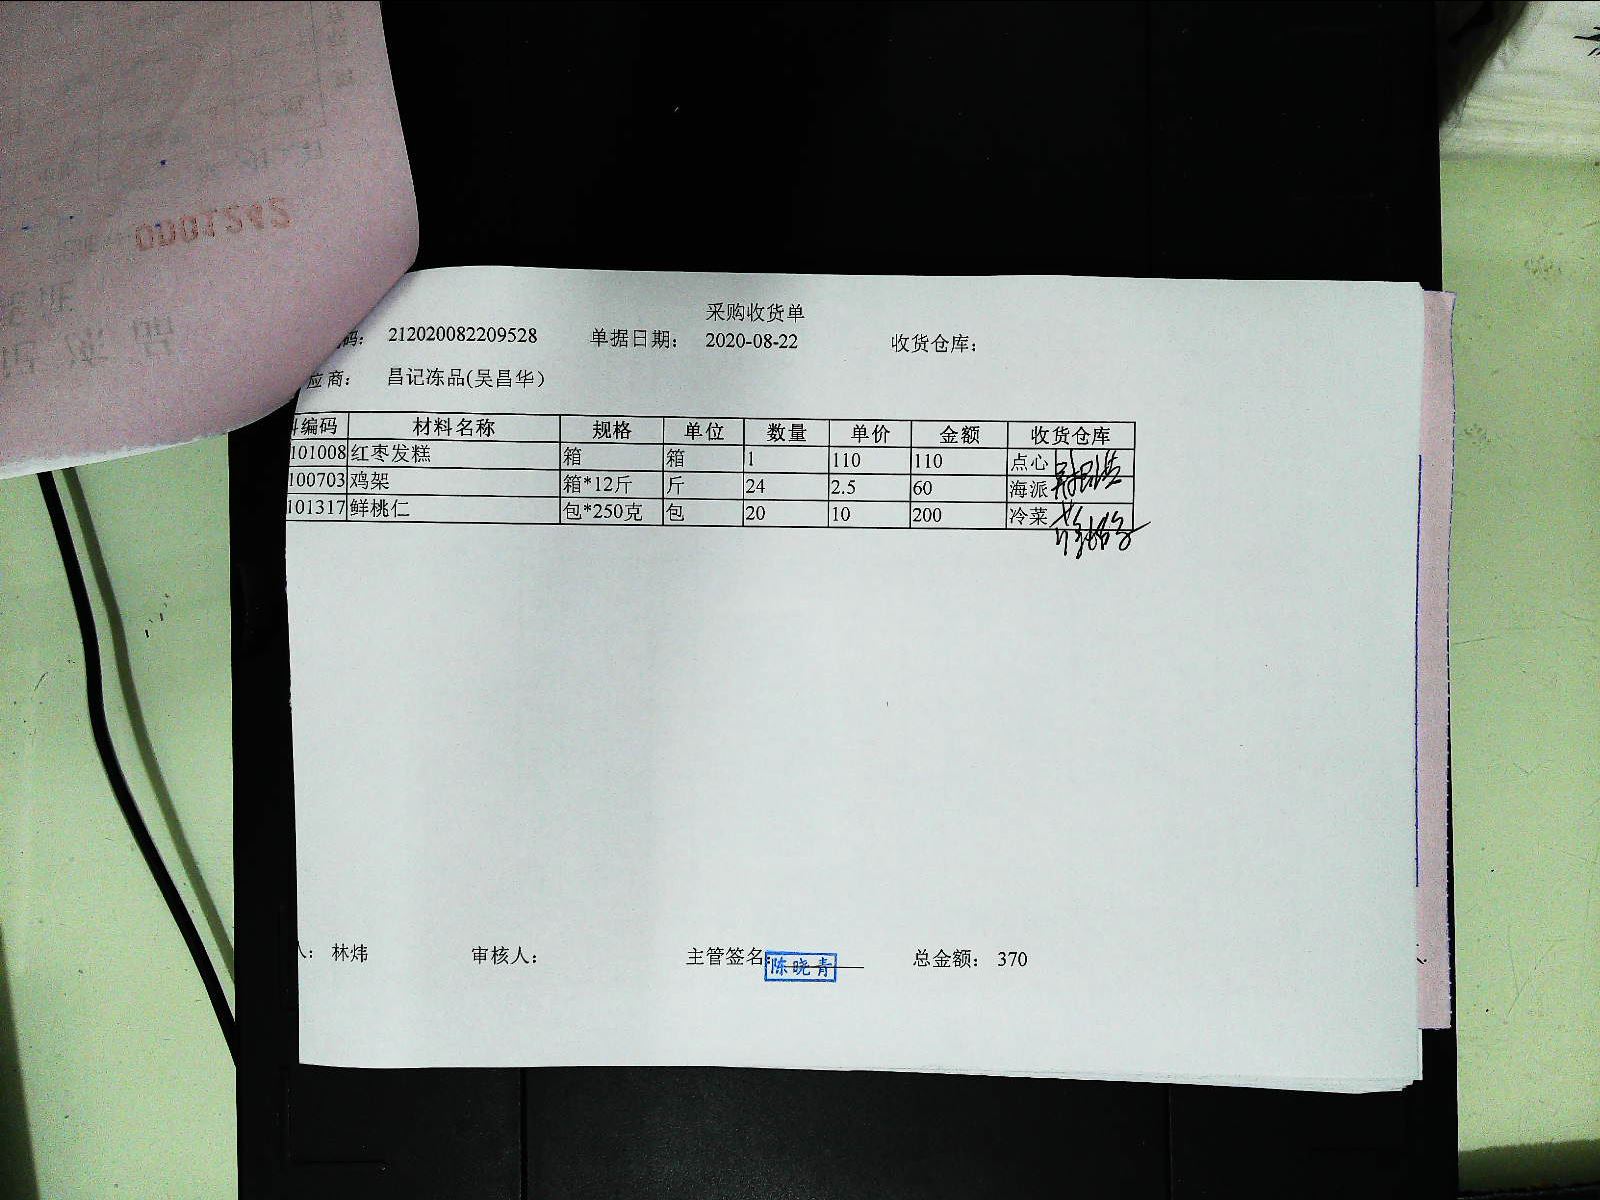 采购收货单
码: 212020082209528 单据日期: 2020-08-22 收货仓库:
应商: 昌记冻品(吴昌华)
编码 材料名称 规格 单位 数量 单价 金额 收货仓库
101008 红枣发糕 箱 箱 1 110 110 点心
100703 鸡架 箱*12斤 斤 24 2.5 60 海派
101317 鲜桃仁 包*250克 包 20 10 200 冷菜
人: 林炜 审核人: 主管签名: 陈晓青 总金额: 370
0001242